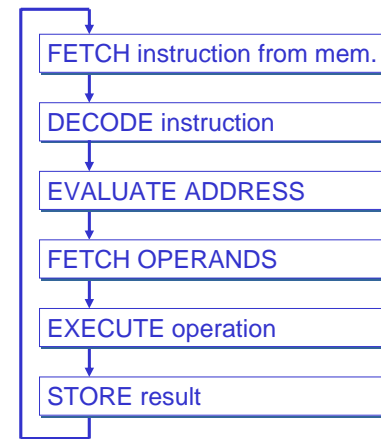 FETCH instruction from mem.
DECODE instruction
EVALUATE ADDRESS
FETCH OPERANDS
EXECUTE operation
STORE result